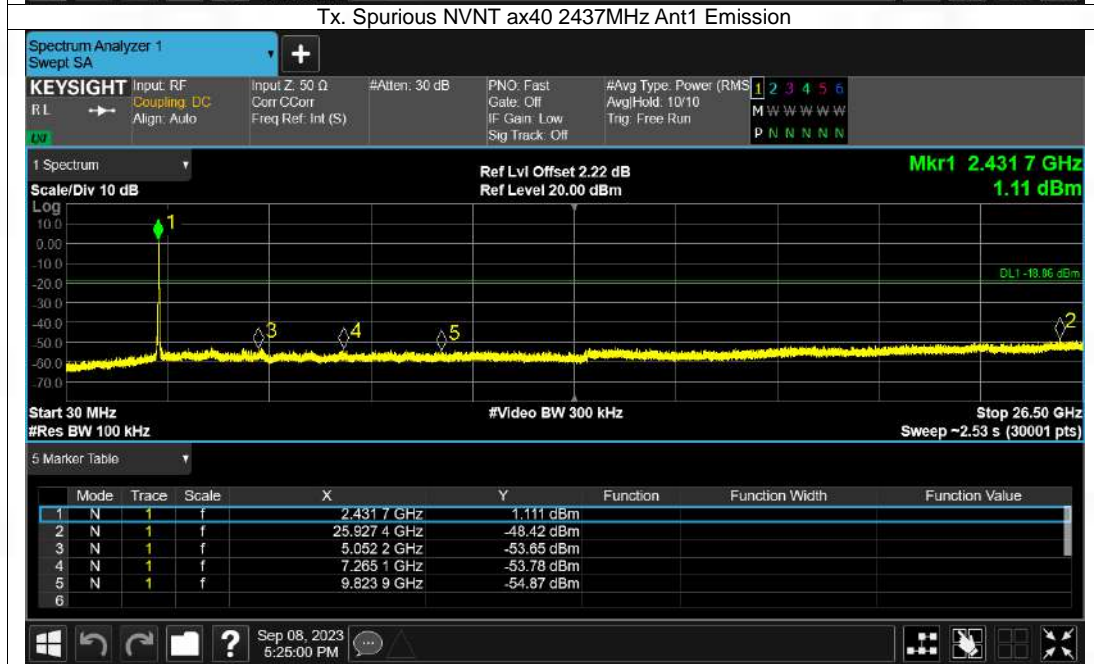 Tx. Spurious NVNT ax40 2437MHz Ant1 Emission
Spectrum Analyzer 1
Swept SA
+
KEYSIGHT Input: RF Input Z: 50 Ω #Atten: 30 dB PNO: Fast #Avg Type: Power (RMS 1 2 3 4 5 6
RL Coupling: DC Corr CCorr Gate: Off Avg|Hold: 10/10 M W W W W W
Align: Auto Freq Ref: Int (S) IF Gain: Low Trig: Free Run
Sig Track: Off P N N N N N
LXI
1 Spectrum Ref Lvl Offset 2.22 dB Mkr1 2.431 7 GHz
Scale/Div 10 dB Ref Level 20.00 dBm 1.11 dBm
Log
10.0
1
0.00
-10.0
DL1 -18.86 dBm
-20.0
-30.0
-40.0
3 4 5 2
-50.0
-60.0
-70.0
Start 30 MHz #Video BW 300 kHz Stop 26.50 GHz
#Res BW 100 kHz Sweep ~2.53 s (30001 pts)
5 Marker Table
Mode Trace Scale X Y Function Function Width Function Value
1 N 1 f 2.431 7 GHz 1.111 dBm
2 N 1 f 25.927 4 GHz -48.42 dBm
3 N 1 f 5.052 2 GHz -53.65 dBm
4 N 1 f 7.265 1 GHz -53.78 dBm
5 N 1 f 9.823 9 GHz -54.87 dBm
6
? Sep 08, 2023
5:25:00 PM